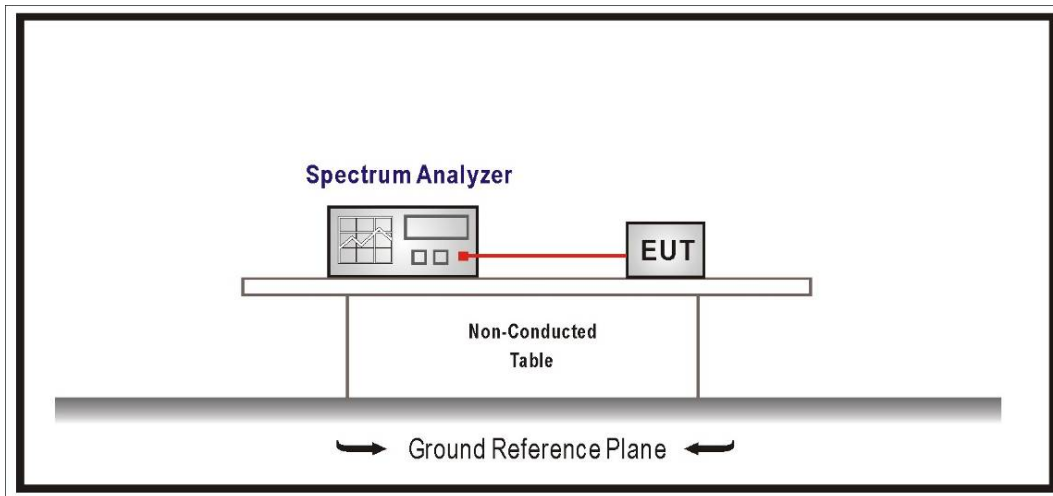 Spectrum Analyzer
EUT
Non-Conducted
Table
Ground Reference Plane